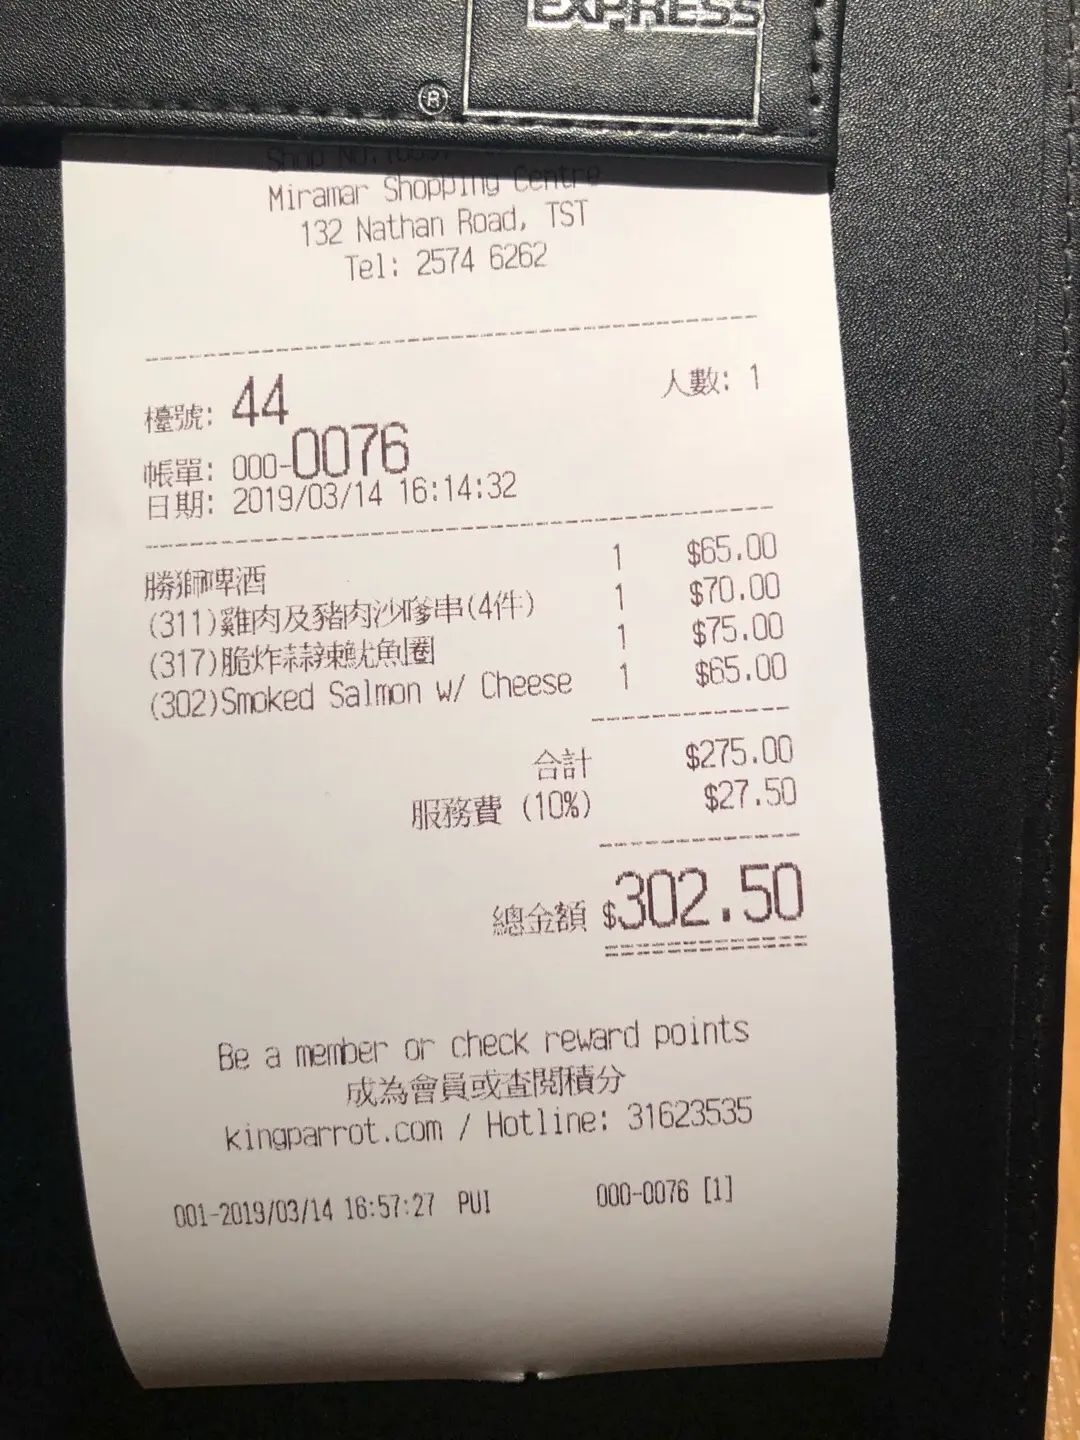 EXPRESS
®
Shop No.
Miramar Shopping Centre
132 Nathan Road, TST
Tel: 2574 6262
檯號: 44 人數: 1
帳單: 000-0076
日期: 2019/03/14 16:14:32
勝獅啤酒 1 $65.00
(311)雞肉及豬肉沙嗲串(4件) 1 $70.00
(317)脆炸蒜辣魷魚圈 1 $75.00
(302)Smoked Salmon w/ Cheese 1 $65.00
合計 $275.00
服務費 (10%) $27.50
總金額 $302.50
Be a member or check reward points
成為會員或查閱積分
kingparrot.com / Hotline: 31623535
001-2019/03/14 16:57:27 PUI 000-0076 [1]